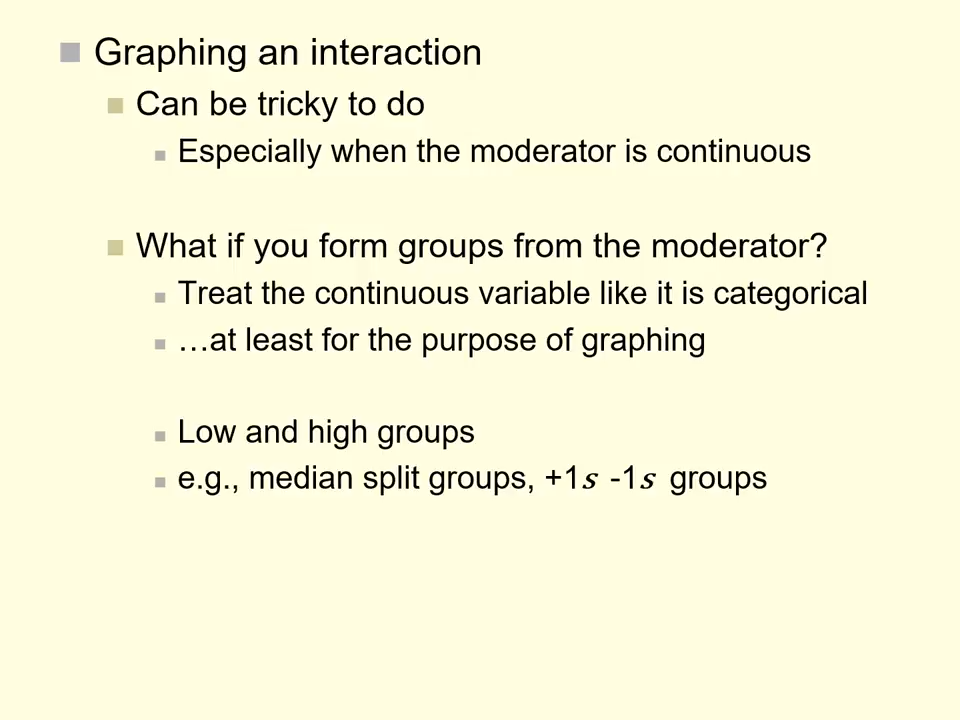 Graphing an interaction
Can be tricky to do
Especially when the moderator is continuous
What if you form groups from the moderator?
Treat the continuous variable like it is categorical
…at least for the purpose of graphing
Low and high groups
e.g., median split groups, +1s -1s groups